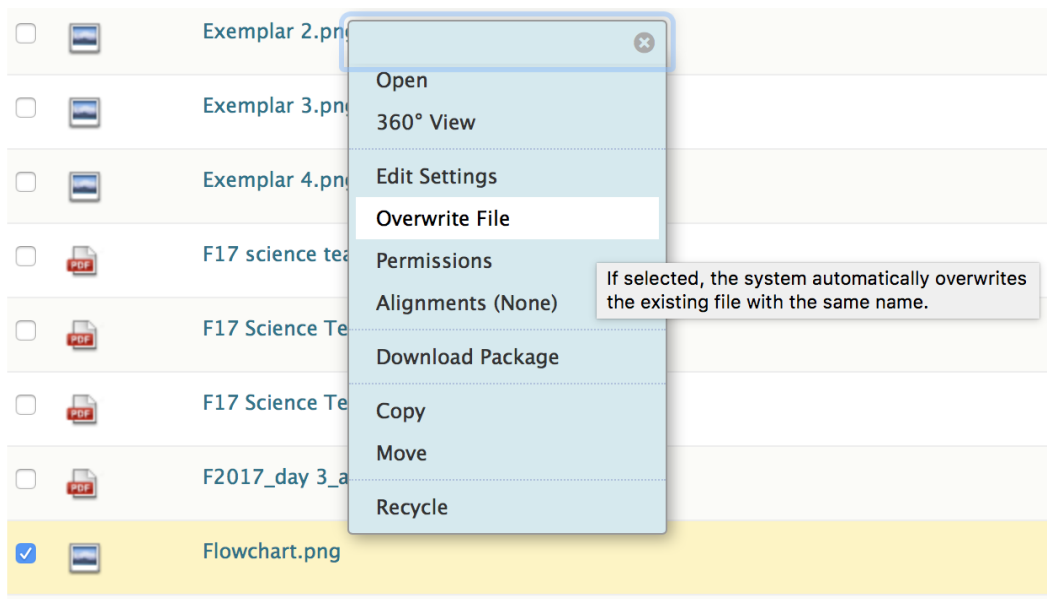 Exemplar 2.png
Exemplar 3.png
Exemplar 4.png
F17 science tea
F17 Science Te
F17 Science Te
F2017_day 3_a
Flowchart.png
Open
360° View
Edit Settings
Overwrite File
Permissions
Alignments (None)
Download Package
Copy
Move
Recycle
If selected, the system automatically overwrites
the existing file with the same name.
PDF
PDF
PDF
PDF